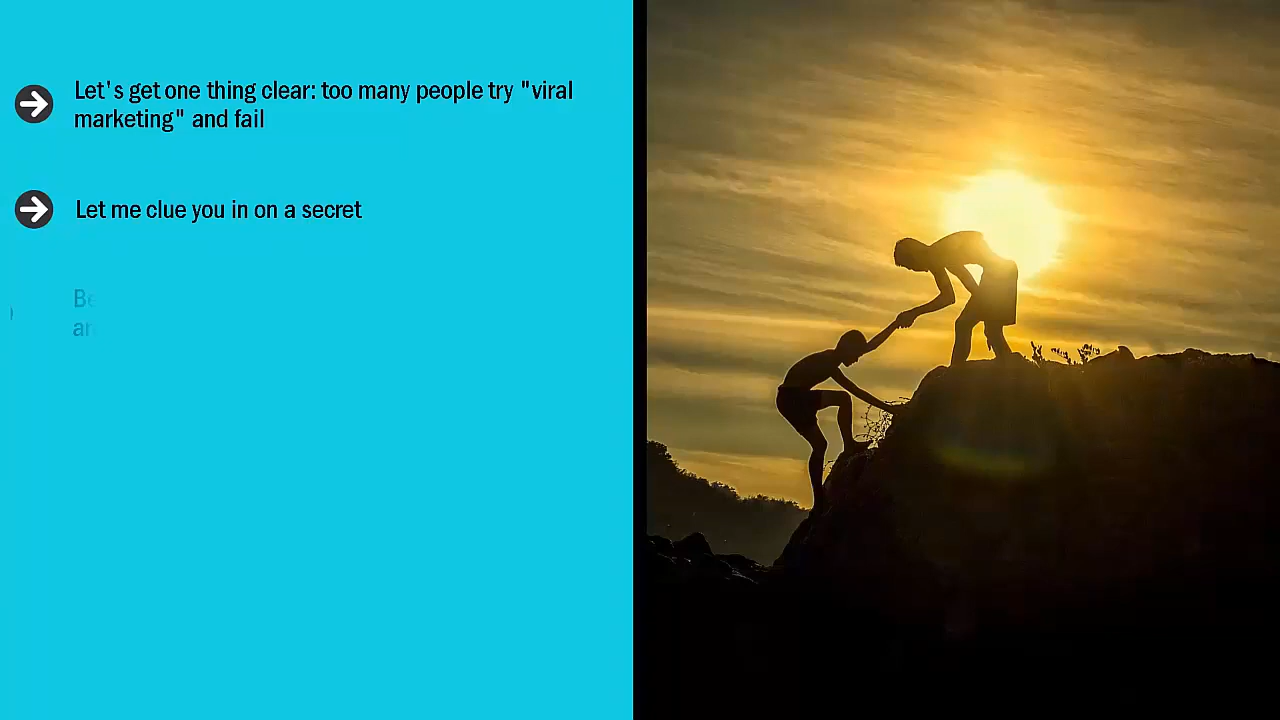 Let's get one thing clear: too many people try "viral
marketing" and fail
Let me clue you in on a secret